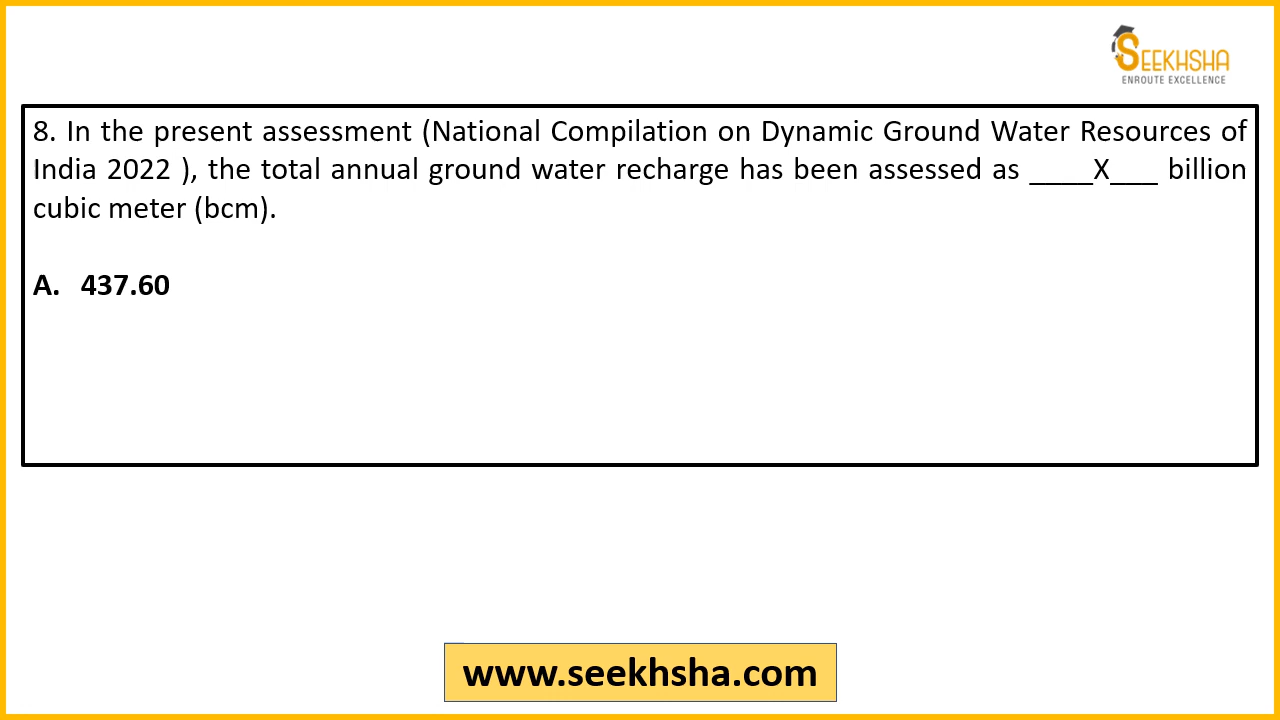 SEEKHSHA
ENROUTE EXCELLENCE
8. In the present assessment (National Compilation on Dynamic Ground Water Resources of
India 2022 ), the total annual ground water recharge has been assessed as ____X___ billion
cubic meter (bcm).
A. 437.60
www.seekhsha.com